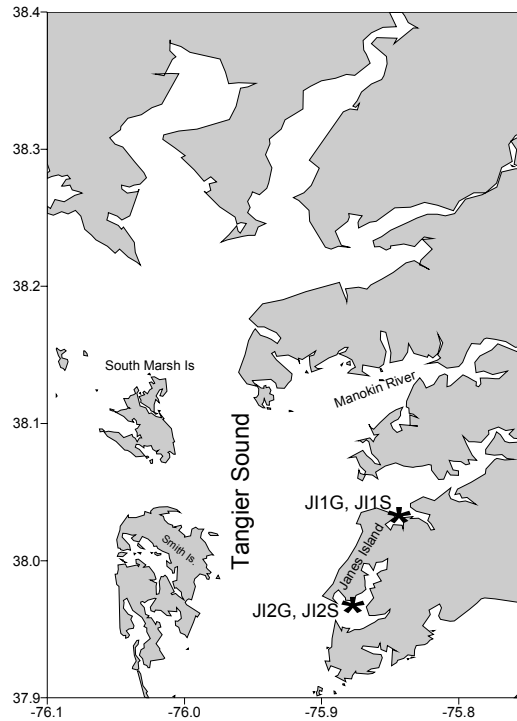 38.4
38.3
38.2
South Marsh Is
Manokin River
38.1
Tangier Sound
JI1G, JI1S
Smith Is.
38.0
Janes Island
JI2G, JI2S
37.9
-76.1 -76.0 -75.9 -75.8